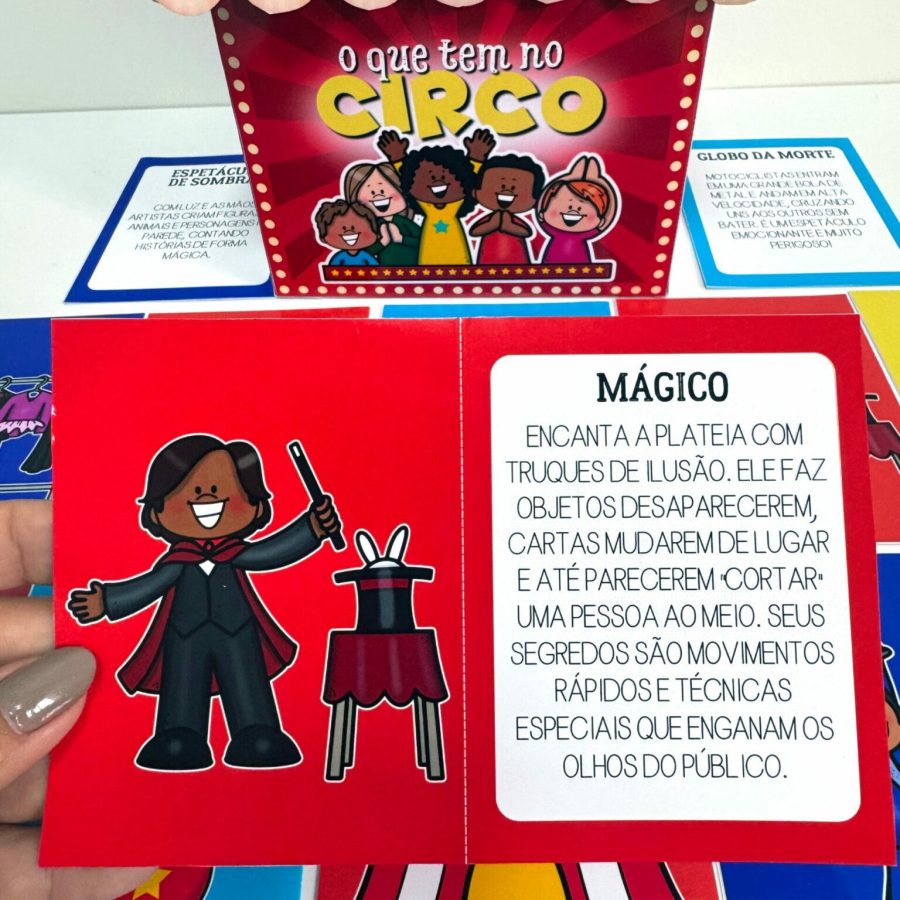 O que tem no
CIRCO
ESPETÁCU
DE SOMBRA
COM LUZ E AS MÃOS
ARTISTAS CRIAM FIGURA
ANIMAIS E PERSONAGENS
PAREDE, CONTANDO
HISTÓRIAS DE FORMA
MÁGICA.
GLOBO DA MORTE
MOTOCICLISTAS ENTRAM
EM UMA GRANDE BOLA DE
METAL E ANDAM EM ALTA
VELOCIDADE, CRUZANDO
UNS AOS OUTROS SEM
BATER. É UM ESPETÁCULO
EMOCIONANTE E MUITO
PERIGOSO!
MÁGICO
ENCANTA A PLATEIA COM
TRUQUES DE ILUSÃO. ELE FAZ
OBJETOS DESAPARECEREM,
CARTAS MUDAREM DE LUGAR
E ATÉ PARECEREM "CORTAR"
UMA PESSOA AO MEIO. SEUS
SEGREDOS SÃO MOVIMENTOS
RÁPIDOS E TÉCNICAS
ESPECIAIS QUE ENGANAM OS
OLHOS DO PÚBLICO.